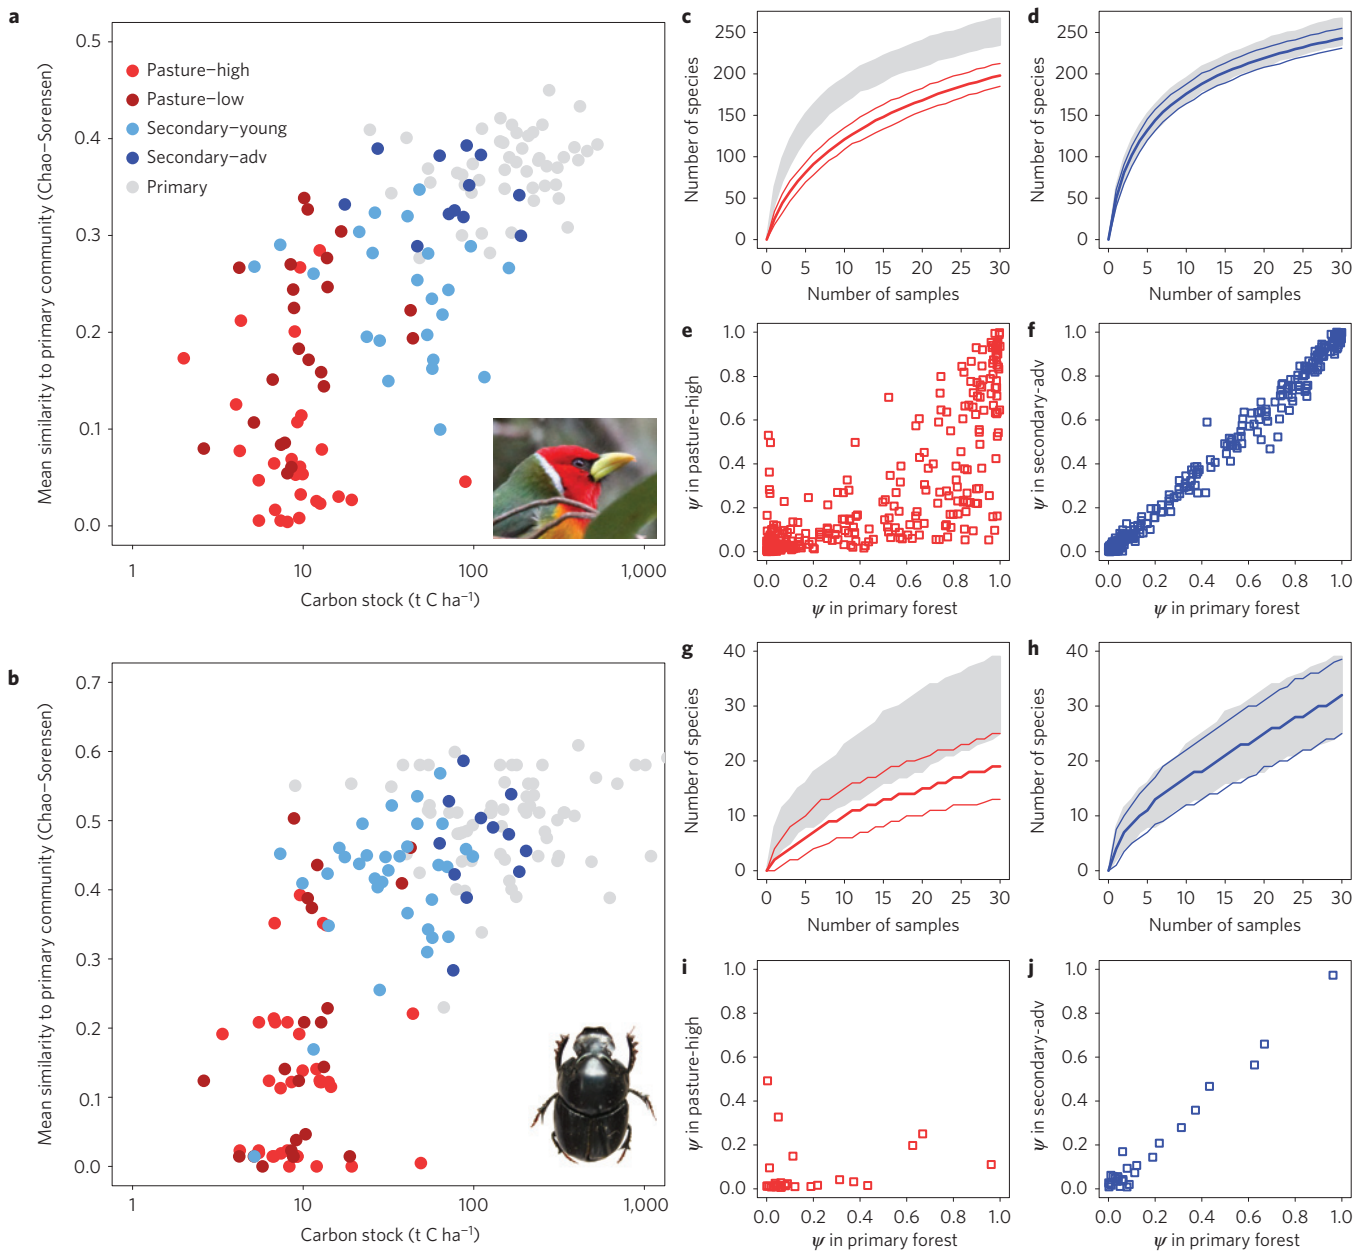 a
Mean similarity to primary community (Chao–Sorensen)
0.5
0.4
0.3
0.2
0.1
0.0
Pasture–high
Pasture–low
Secondary–young
Secondary–adv
Primary
1
10
100
1,000
Carbon stock (t C ha⁻¹)
b
Mean similarity to primary community (Chao–Sorensen)
0.7
0.6
0.5
0.4
0.3
0.2
0.1
0.0
1
10
100
1,000
Carbon stock (t C ha⁻¹)
c
Number of species
250
200
150
100
50
0
0 5 10 15 20 25 30
Number of samples
d
Number of species
250
200
150
100
50
0
0 5 10 15 20 25 30
Number of samples
e
ψ in pasture-high
1.0
0.8
0.6
0.4
0.2
0.0
0.0 0.2 0.4 0.6 0.8 1.0
ψ in primary forest
f
ψ in secondary-adv
1.0
0.8
0.6
0.4
0.2
0.0
0.0 0.2 0.4 0.6 0.8 1.0
ψ in primary forest
g
Number of species
40
30
20
10
0
0 5 10 15 20 25 30
Number of samples
h
Number of species
40
30
20
10
0
0 5 10 15 20 25 30
Number of samples
i
ψ in pasture-high
1.0
0.8
0.6
0.4
0.2
0.0
0.0 0.2 0.4 0.6 0.8 1.0
ψ in primary forest
j
ψ in secondary-adv
1.0
0.8
0.6
0.4
0.2
0.0
0.0 0.2 0.4 0.6 0.8 1.0
ψ in primary forest